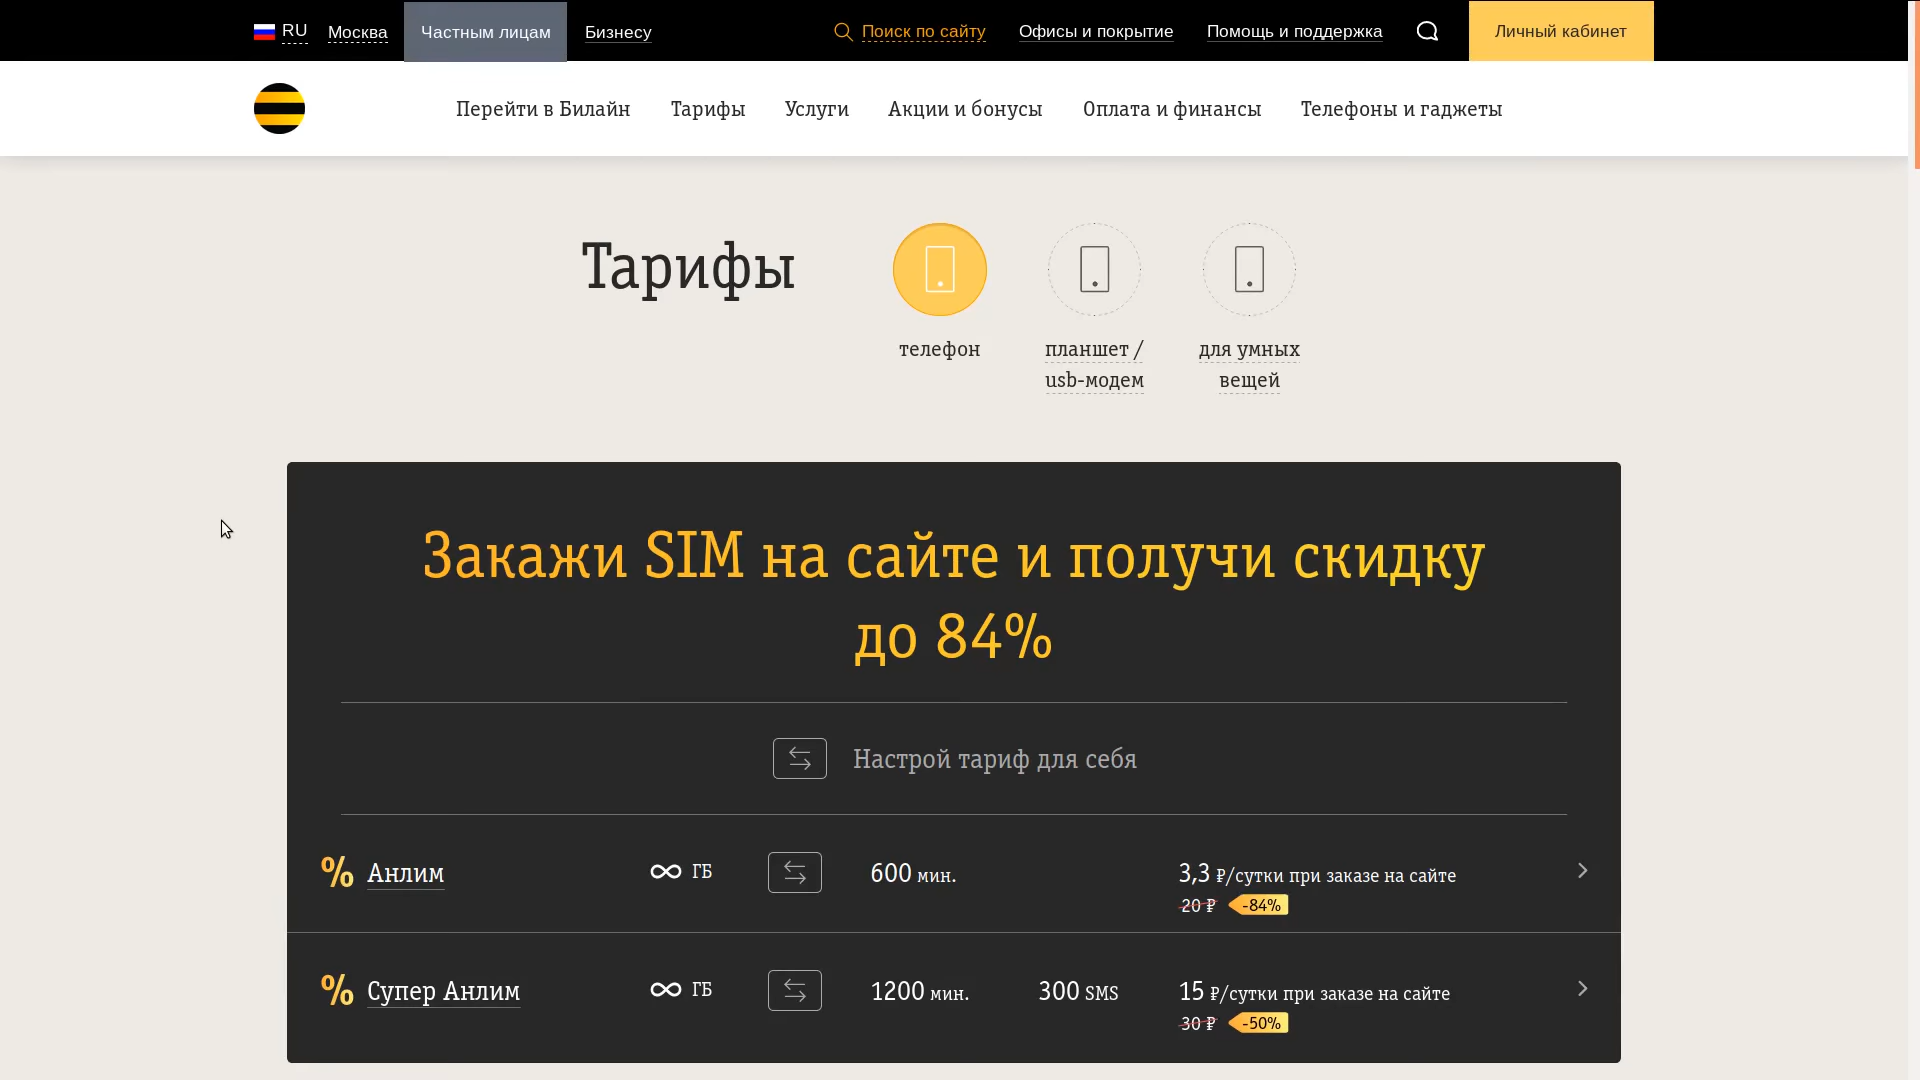 RU Москва Частным лицам Бизнесу Поиск по сайту Офисы и покрытие Помощь и поддержка Личный кабинет
Перейти в Билайн Тарифы Услуги Акции и бонусы Оплата и финансы Телефоны и гаджеты
Тарифы
телефон
планшет /
usb-модем
для умных
вещей
Закажи SIM на сайте и получи скидку
до 84%
Настрой тариф для себя
% Анлим ∞ ГБ 600 мин. 3,3 ₽/сутки при заказе на сайте
20 ₽ -84%
% Супер Анлим ∞ ГБ 1200 мин. 300 SMS 15 ₽/сутки при заказе на сайте
30 ₽ -50%